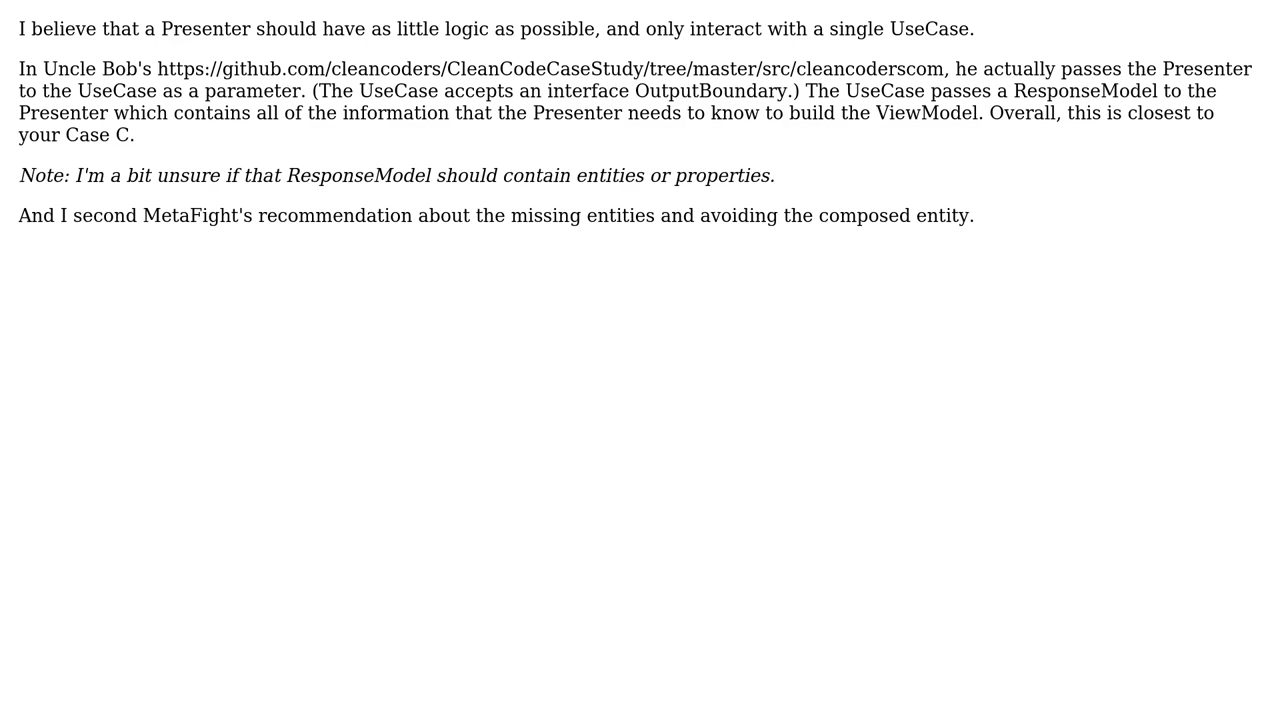 I believe that a Presenter should have as little logic as possible, and only interact with a single UseCase.
In Uncle Bob's https://github.com/cleancoders/CleanCodeCaseStudy/tree/master/src/cleancoderscom, he actually passes the Presenter
to the UseCase as a parameter. (The UseCase accepts an interface OutputBoundary.) The UseCase passes a ResponseModel to the
Presenter which contains all of the information that the Presenter needs to know to build the ViewModel. Overall, this is closest to
your Case C.
Note: I'm a bit unsure if that ResponseModel should contain entities or properties.
And I second MetaFight's recommendation about the missing entities and avoiding the composed entity.